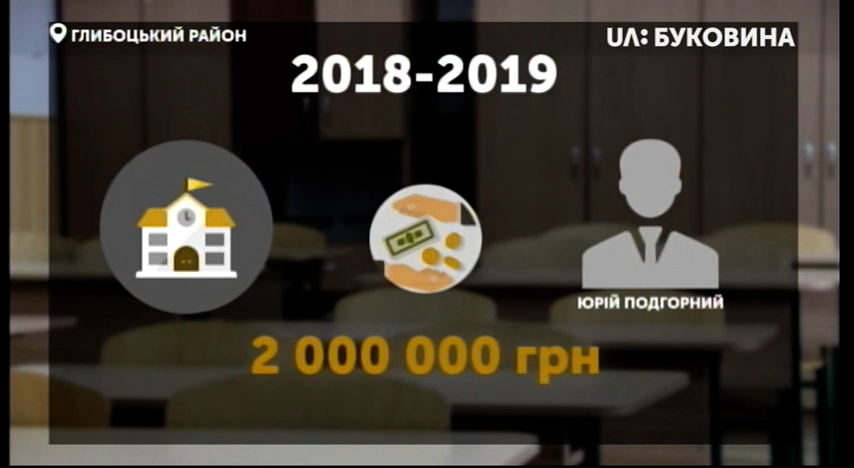 ГЛИБОЦЬКИЙ РАЙОН
UA: БУКОВИНА
2018-2019
ЮРІЙ ПОДГОРНИЙ
2 000 000 грн